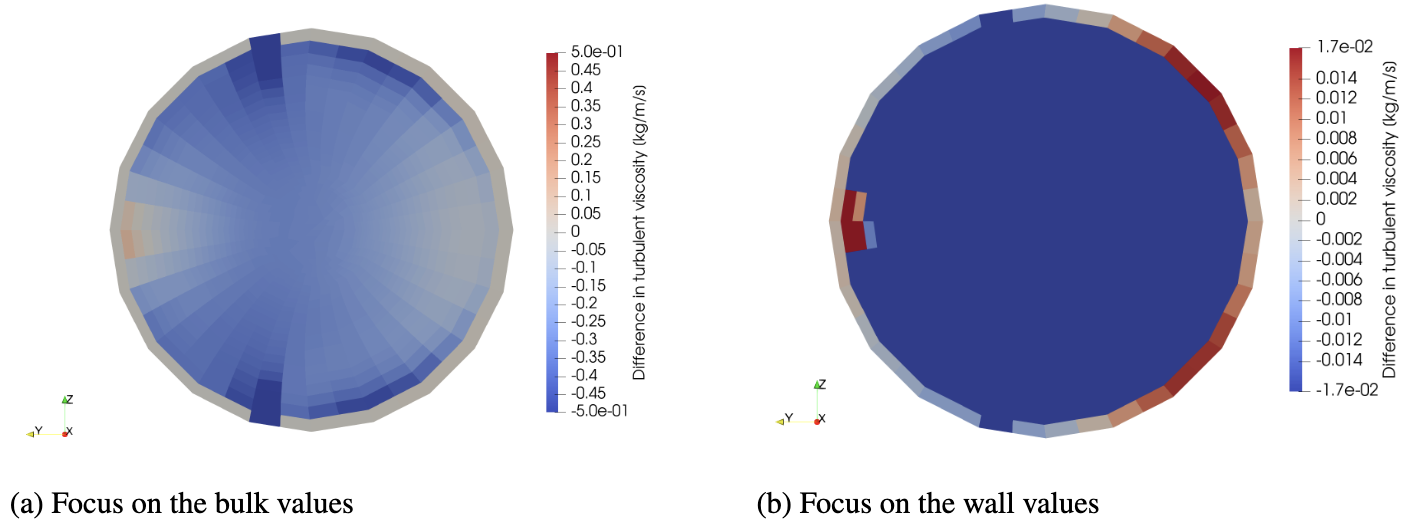 5.0e-01
0.45
0.4
0.35
0.3
0.25
0.2
0.15
0.1
0.05
0
-0.05
-0.1
-0.15
-0.2
-0.25
-0.3
-0.35
-0.4
-0.45
-5.0e-01
Difference in turbulent viscosity (kg/m/s)
Z
Y
X
1.7e-02
0.014
0.012
0.01
0.008
0.006
0.004
0.002
0
-0.002
-0.004
-0.006
-0.008
-0.01
-0.012
-0.014
-1.7e-02
Difference in turbulent viscosity (kg/m/s)
Z
Y
X
(a) Focus on the bulk values
(b) Focus on the wall values